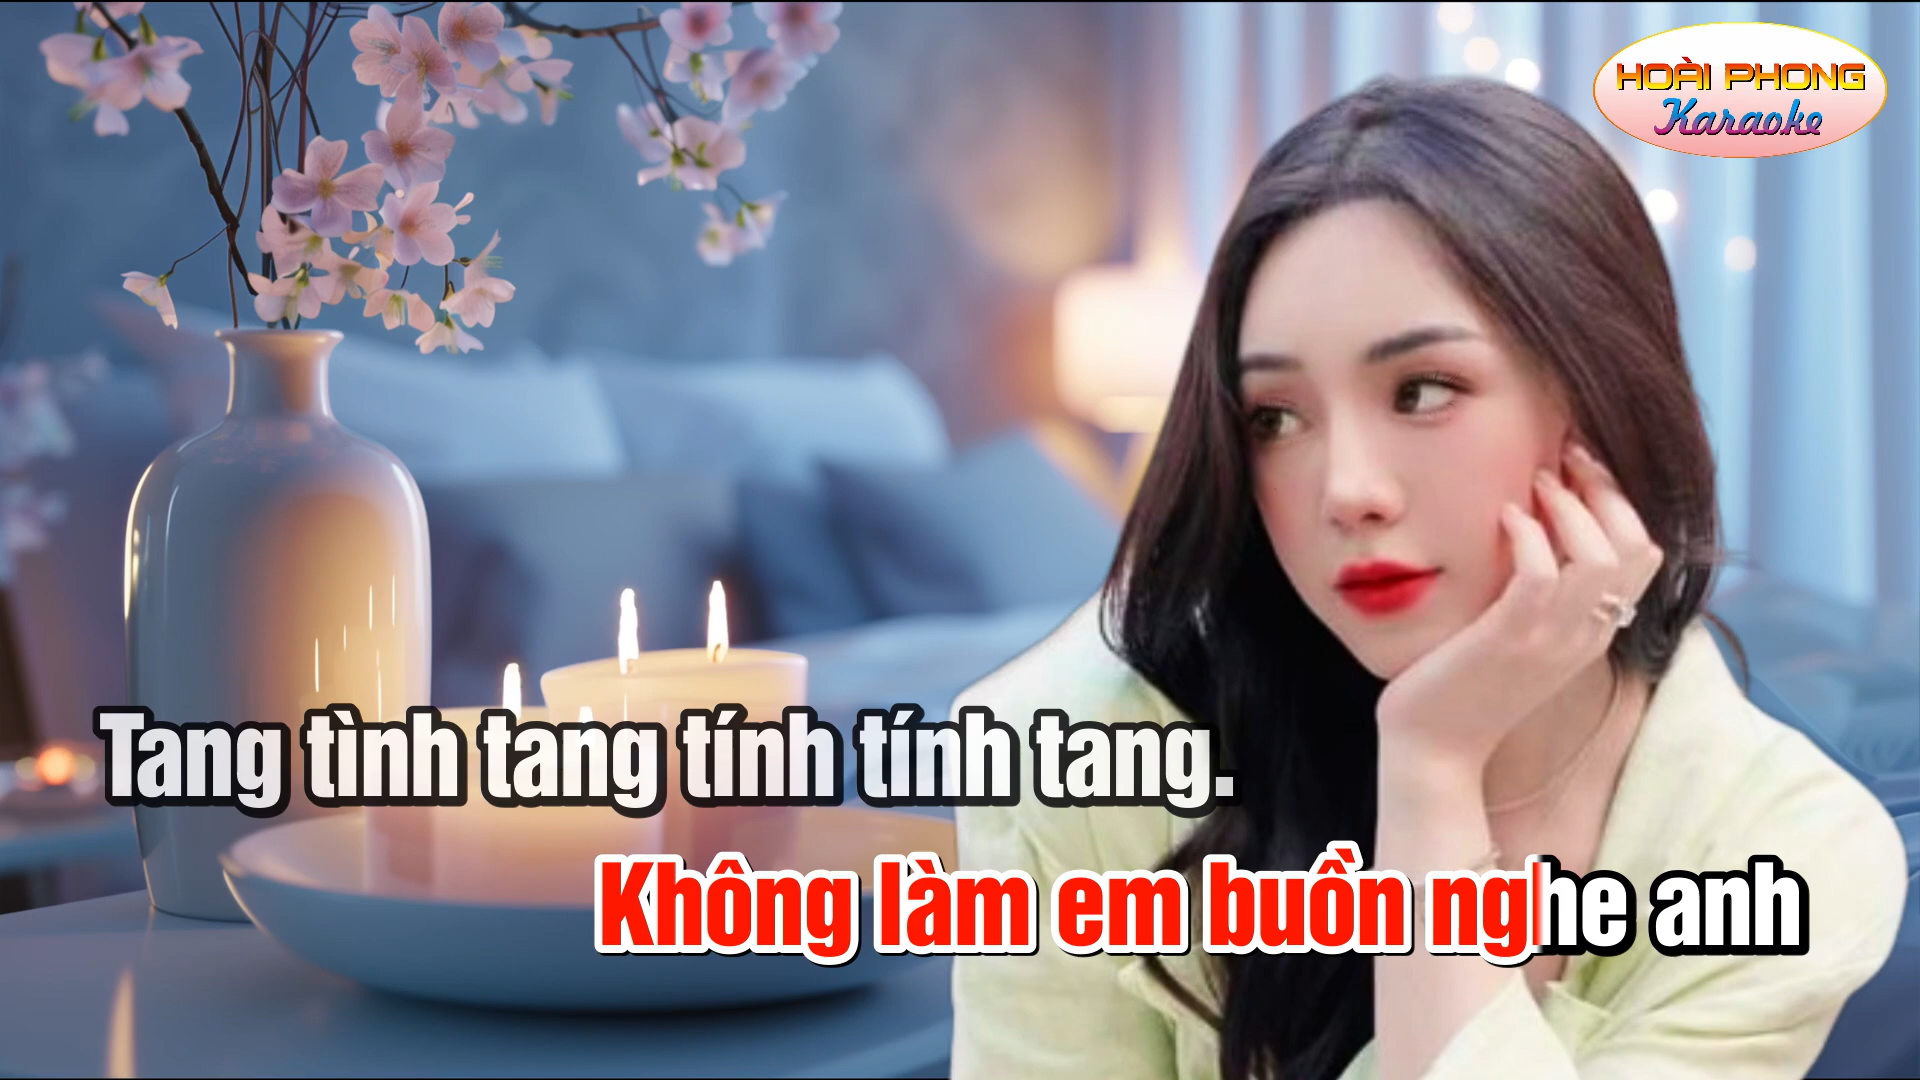 HOÀI PHONG
Karaoke
Tang tình tang tính tính tang.
Không làm em buồn nghe anh